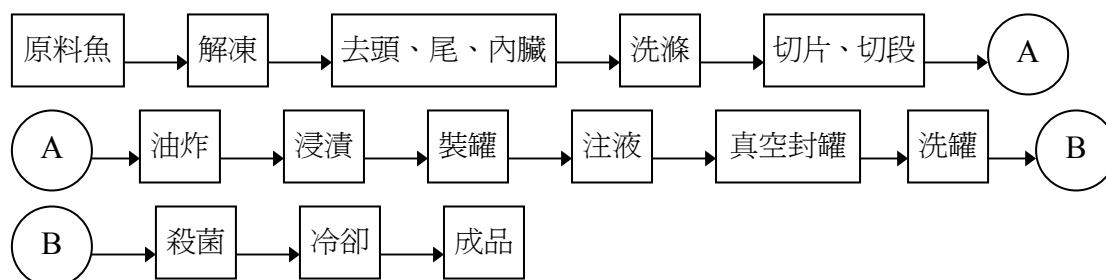 原料魚 解凍 去頭、尾、內臟 洗滌 切片、切段 A
A 油炸 浸漬 裝罐 注液 真空封罐 洗罐 B
B 殺菌 冷卻 成品